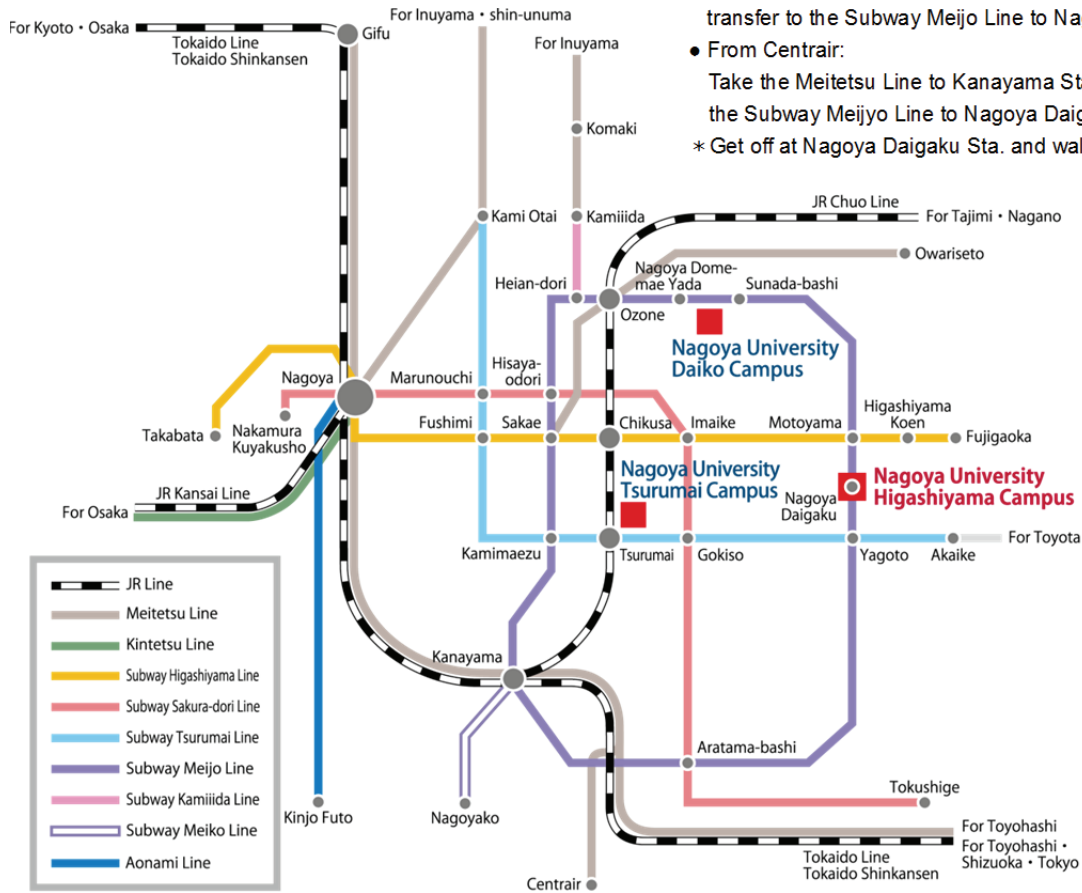 transfer to the Subway Meijo Line to Na
● From Centrair:
Take the Meitetsu Line to Kanayama Sta
the Subway Meijyo Line to Nagoya Daig
* Get off at Nagoya Daigaku Sta. and wal
For Inuyama・shin-unuma
For Kyoto・Osaka
Tokaido Line
Tokaido Shinkansen
Gifu
For Inuyama
Komaki
Kami Otai
Kamiiida
JR Chuo Line
For Tajimi・Nagano
Owariseto
Heian-dori
Nagoya Dome-
mae Yada
Sunada-bashi
Ozone
Nagoya University
Daiko Campus
Nagoya
Marunouchi
Hisaya-
odori
Takabata
Nakamura
Kuyakusho
Fushimi
Sakae
Chikusa
Imaike
Motoyama
Higashiyama
Koen
Fujigaoka
Nagoya University
Tsurumai Campus
Nagoya
Daigaku
Nagoya University
Higashiyama Campus
JR Kansai Line
For Osaka
Kamimaezu
Tsurumai
Gokiso
Yagoto
Akaike
For Toyota
JR Line
Meitetsu Line
Kintetsu Line
Subway Higashiyama Line
Subway Sakura-dori Line
Subway Tsurumai Line
Subway Meijo Line
Subway Kamiiida Line
Subway Meiko Line
Aonami Line
Kanayama
Aratama-bashi
Kinjo Futo
Nagoyako
Tokushige
For Toyohashi
For Toyohashi・
Shizuoka・Tokyo
Tokaido Line
Tokaido Shinkansen
Centrair